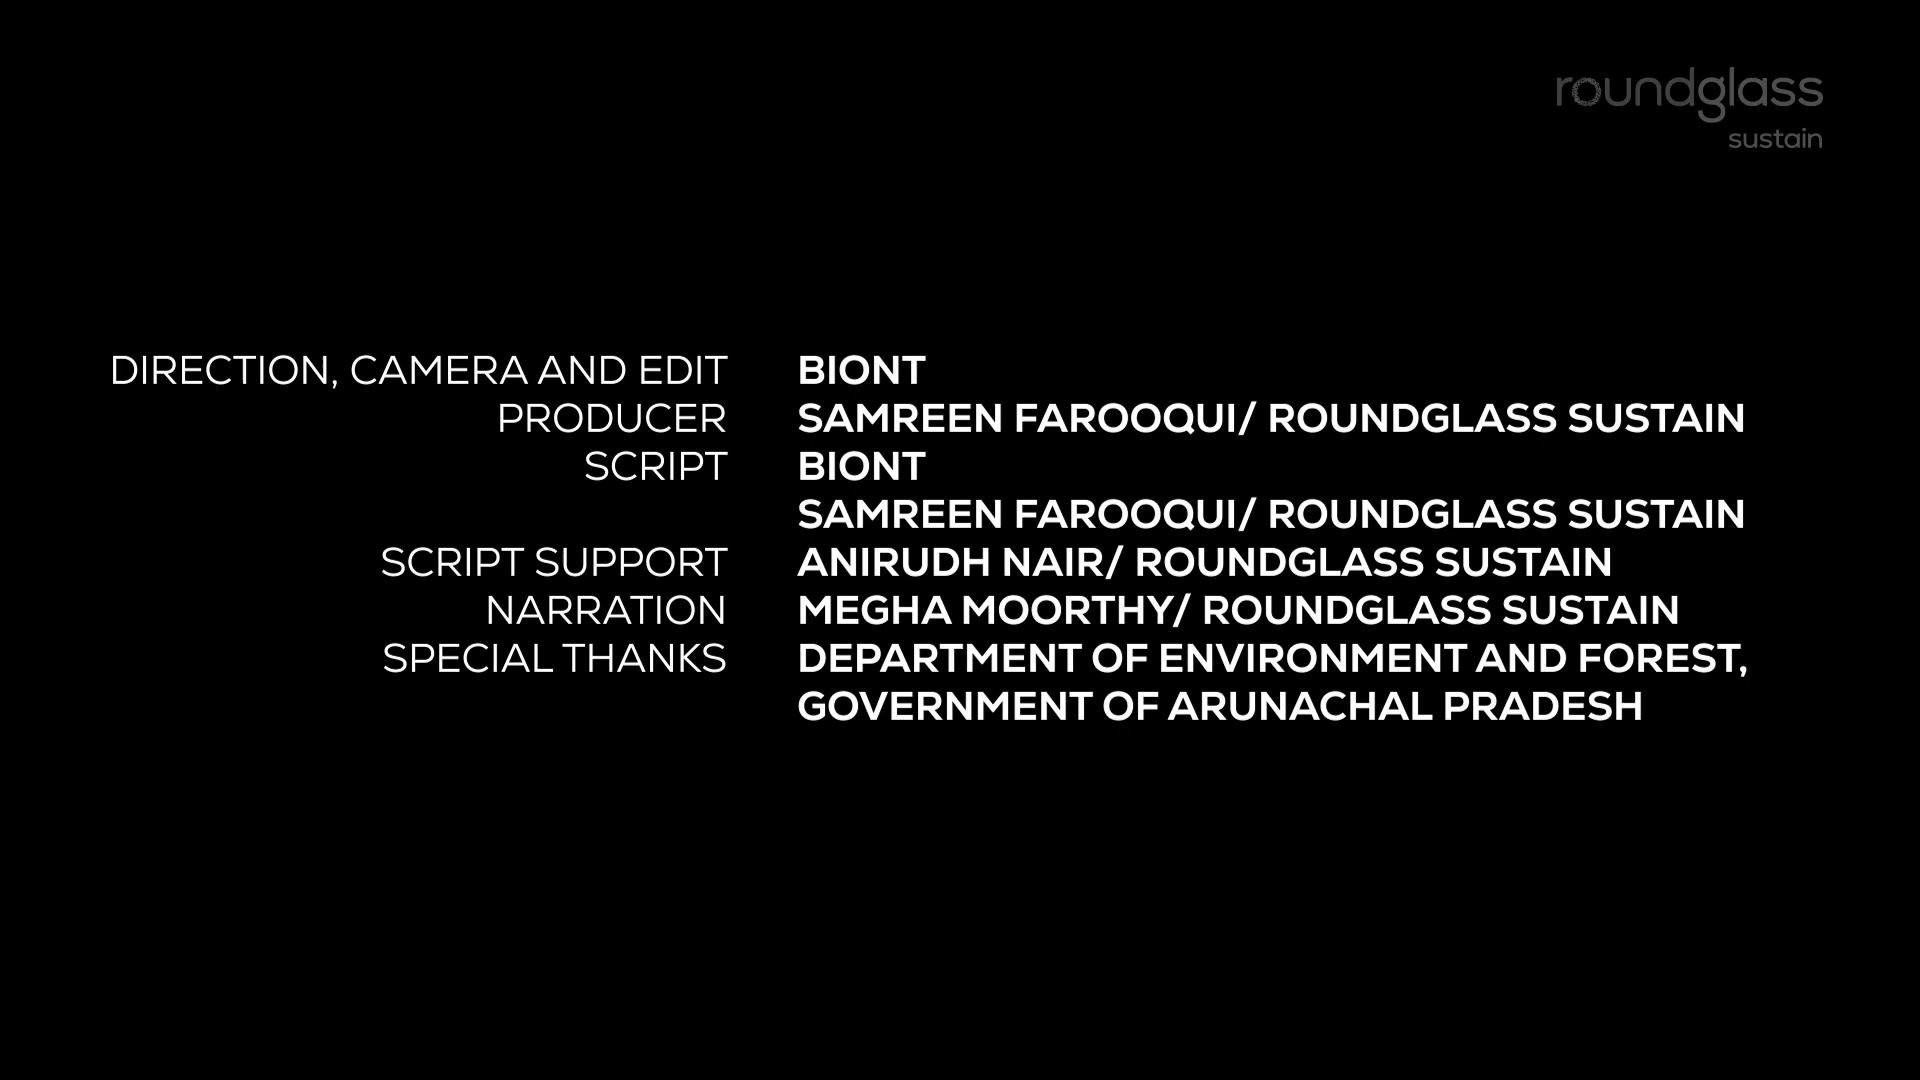 roundglass
sustain
DIRECTION, CAMERA AND EDIT BIONT
PRODUCER SAMREEN FAROOQUI/ ROUNDGLASS SUSTAIN
SCRIPT BIONT
SAMREEN FAROOQUI/ ROUNDGLASS SUSTAIN
SCRIPT SUPPORT ANIRUDH NAIR/ ROUNDGLASS SUSTAIN
NARRATION MEGHA MOORTHY/ ROUNDGLASS SUSTAIN
SPECIAL THANKS DEPARTMENT OF ENVIRONMENT AND FOREST,
GOVERNMENT OF ARUNACHAL PRADESH